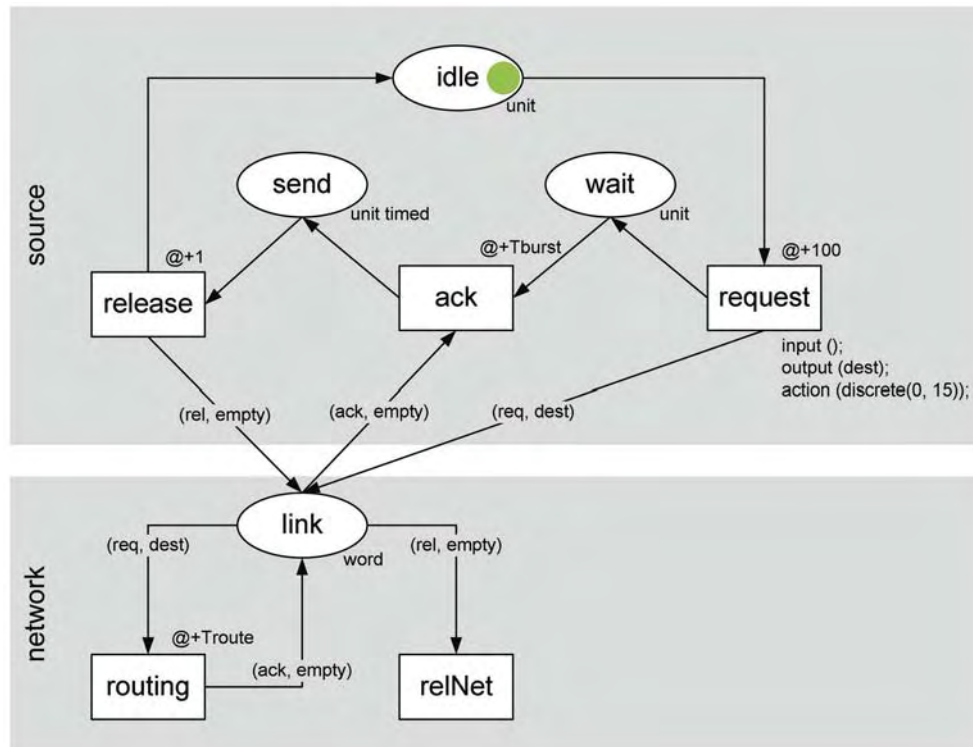 source
idle
unit
send
unit timed
wait
unit
@+1
release
@+Tburst
ack
@+100
request
input ();
output (dest);
action (discrete(0, 15));
(rel, empty)
(ack, empty)
(req, dest)
network
link
word
(req, dest)
(rel, empty)
@+Troute
routing
(ack, empty)
relNet